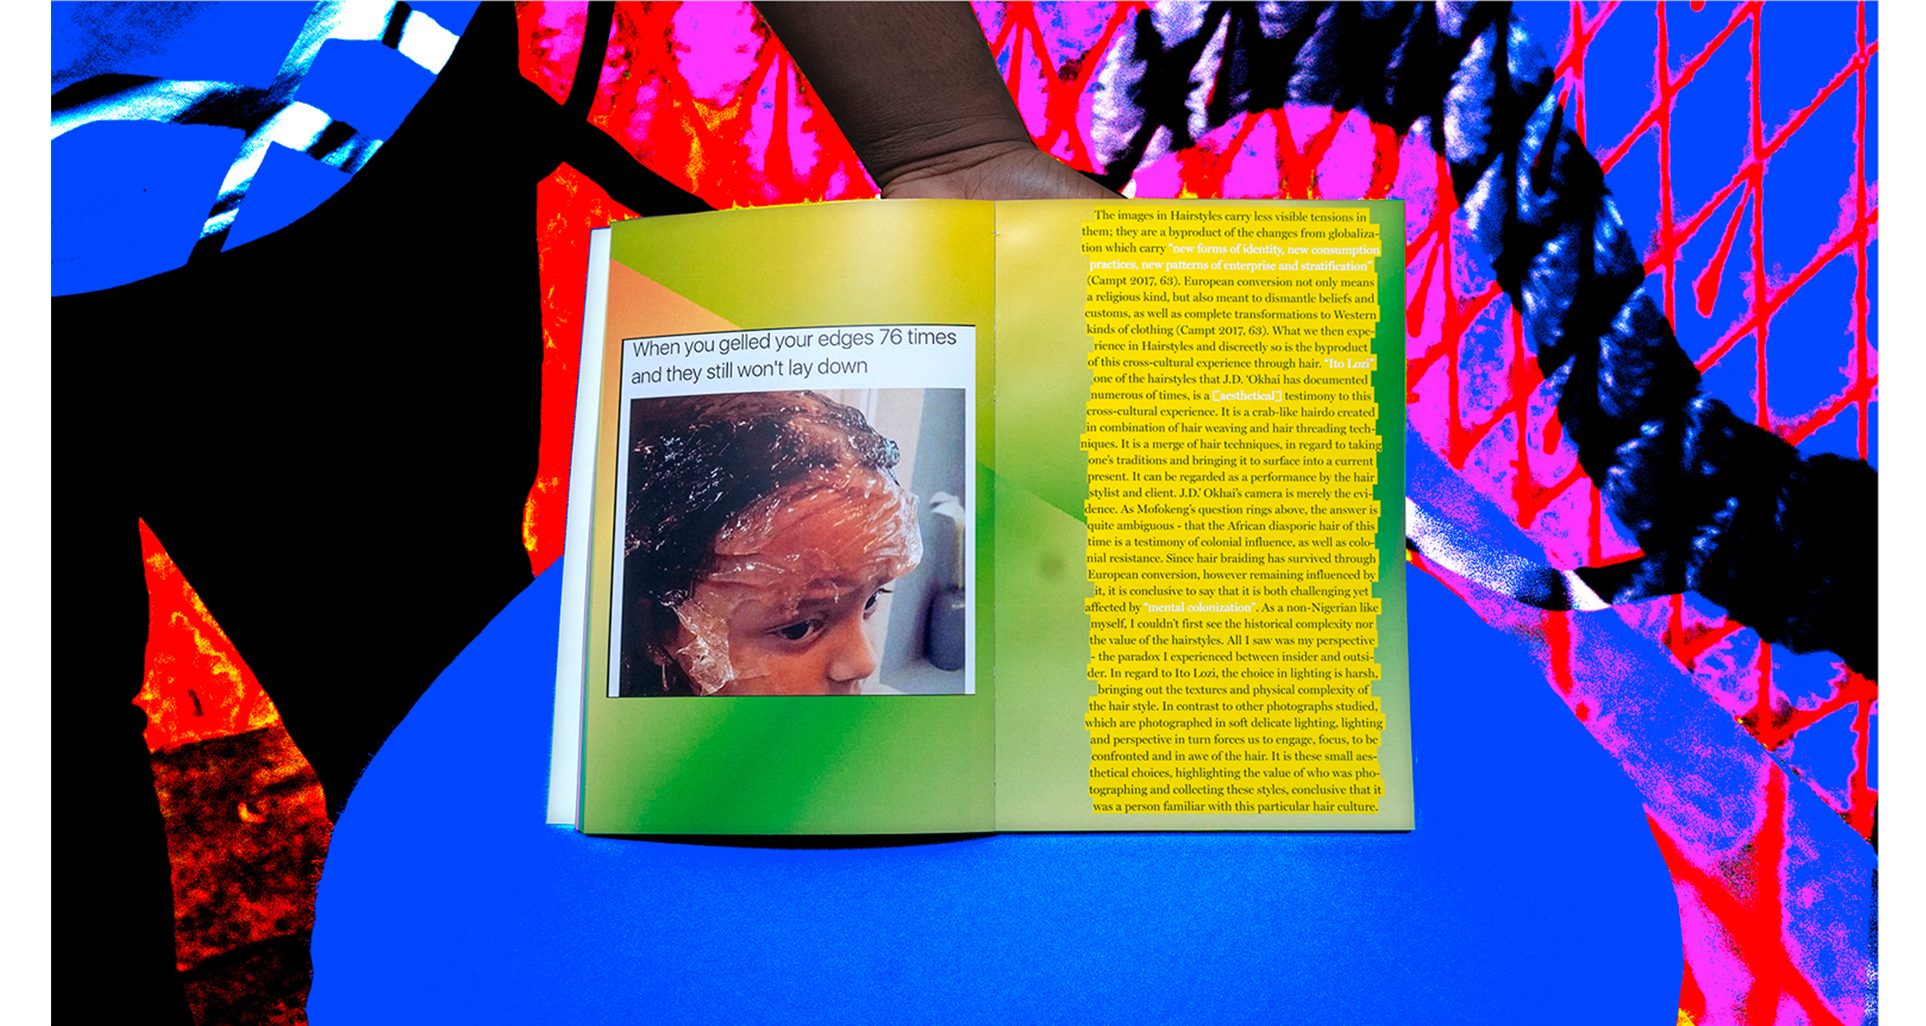 When you gelled your edges 76 times
and they still won't lay down
The images in Hairstyles carry less visible tensions in
them; they are a byproduct of the changes from globaliza-
tion which carry "new forms of identity, new consumption
practices, new patterns of enterprise and stratification"
(Campt 2017, 63). European conversion not only means
a religious kind, but also meant to dismantle beliefs and
customs, as well as complete transformations to Western
kinds of clothing (Campt 2017, 63). What we then expe-
rience in Hairstyles and discreetly so is the byproduct
of this cross-cultural experience through hair. "Ito Lozi"
one of the hairstyles that J.D. 'Okhai has documented
numerous of times, is a [aesthetical] testimony to this
cross-cultural experience. It is a crab-like hairdo created
in combination of hair weaving and hair threading tech-
niques. It is a merge of hair techniques, in regard to taking
one's traditions and bringing it to surface into a current
present. It can be regarded as a performance by the hair
stylist and client. J.D.' Okhai's camera is merely the evi-
dence. As Mofokeng's question rings above, the answer is
quite ambiguous - that the African diasporic hair of this
time is a testimony of colonial influence, as well as colo-
nial resistance. Since hair braiding has survived through
European conversion, however remaining influenced by
it, it is conclusive to say that it is both challenging yet
affected by "mental colonization". As a non-Nigerian like
myself, I couldn't first see the historical complexity nor
the value of the hairstyles. All I saw was my perspective
- the paradox I experienced between insider and outsi-
der. In regard to Ito Lozi, the choice in lighting is harsh,
bringing out the textures and physical complexity of
the hair style. In contrast to other photographs studied,
which are photographed in soft delicate lighting, lighting
and perspective in turn forces us to engage, focus, to be
confronted and in awe of the hair. It is these small aes-
thetical choices, highlighting the value of who was pho-
tographing and collecting these styles, conclusive that it
was a person familiar with this particular hair culture.